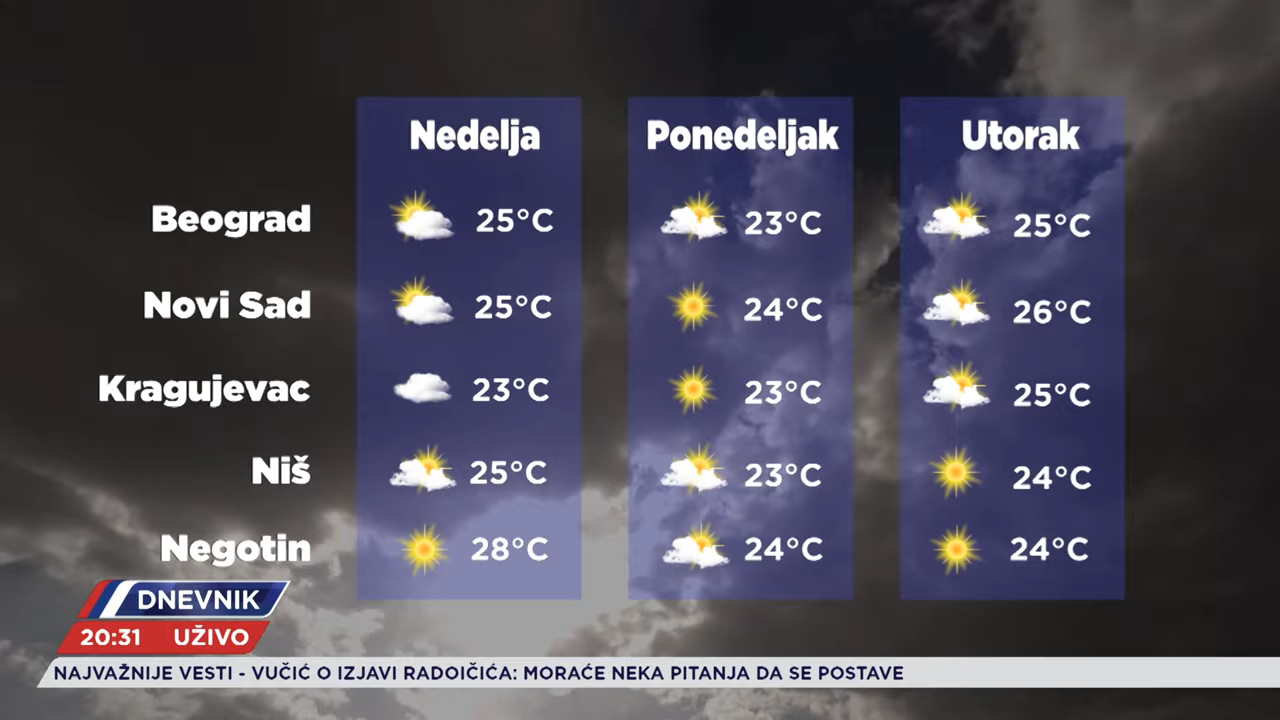 Nedelja Ponedeljak Utorak
Beograd 25°C 23°C 25°C
Novi Sad 25°C 24°C 26°C
Kragujevac 23°C 23°C 25°C
Niš 25°C 23°C 24°C
Negotin 28°C 24°C 24°C
DNEVNIK
20:31 UŽIVO
NAJVAŽNIJE VESTI - VUČIĆ O IZJAVI RADOIČIĆA: MORAĆE NEKA PITANJA DA SE POSTAVE